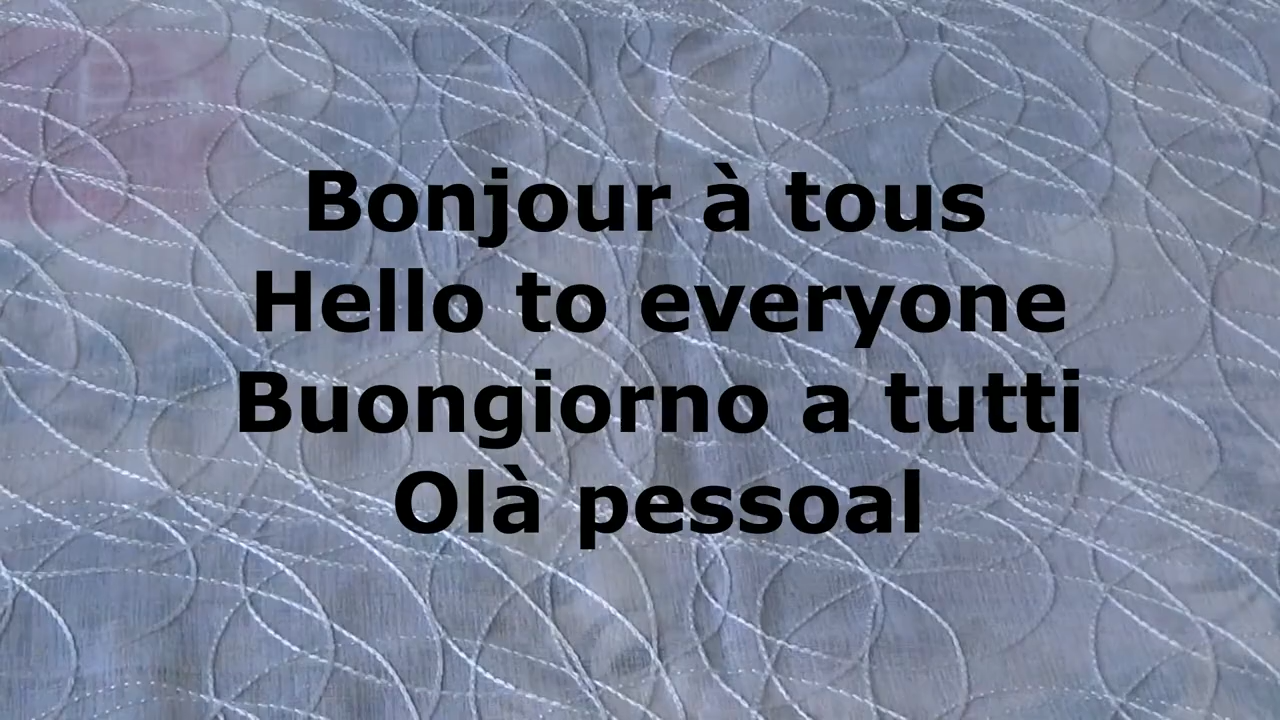 Bonjour à tous
Hello to everyone
Buongiorno a tutti
Olà pessoal